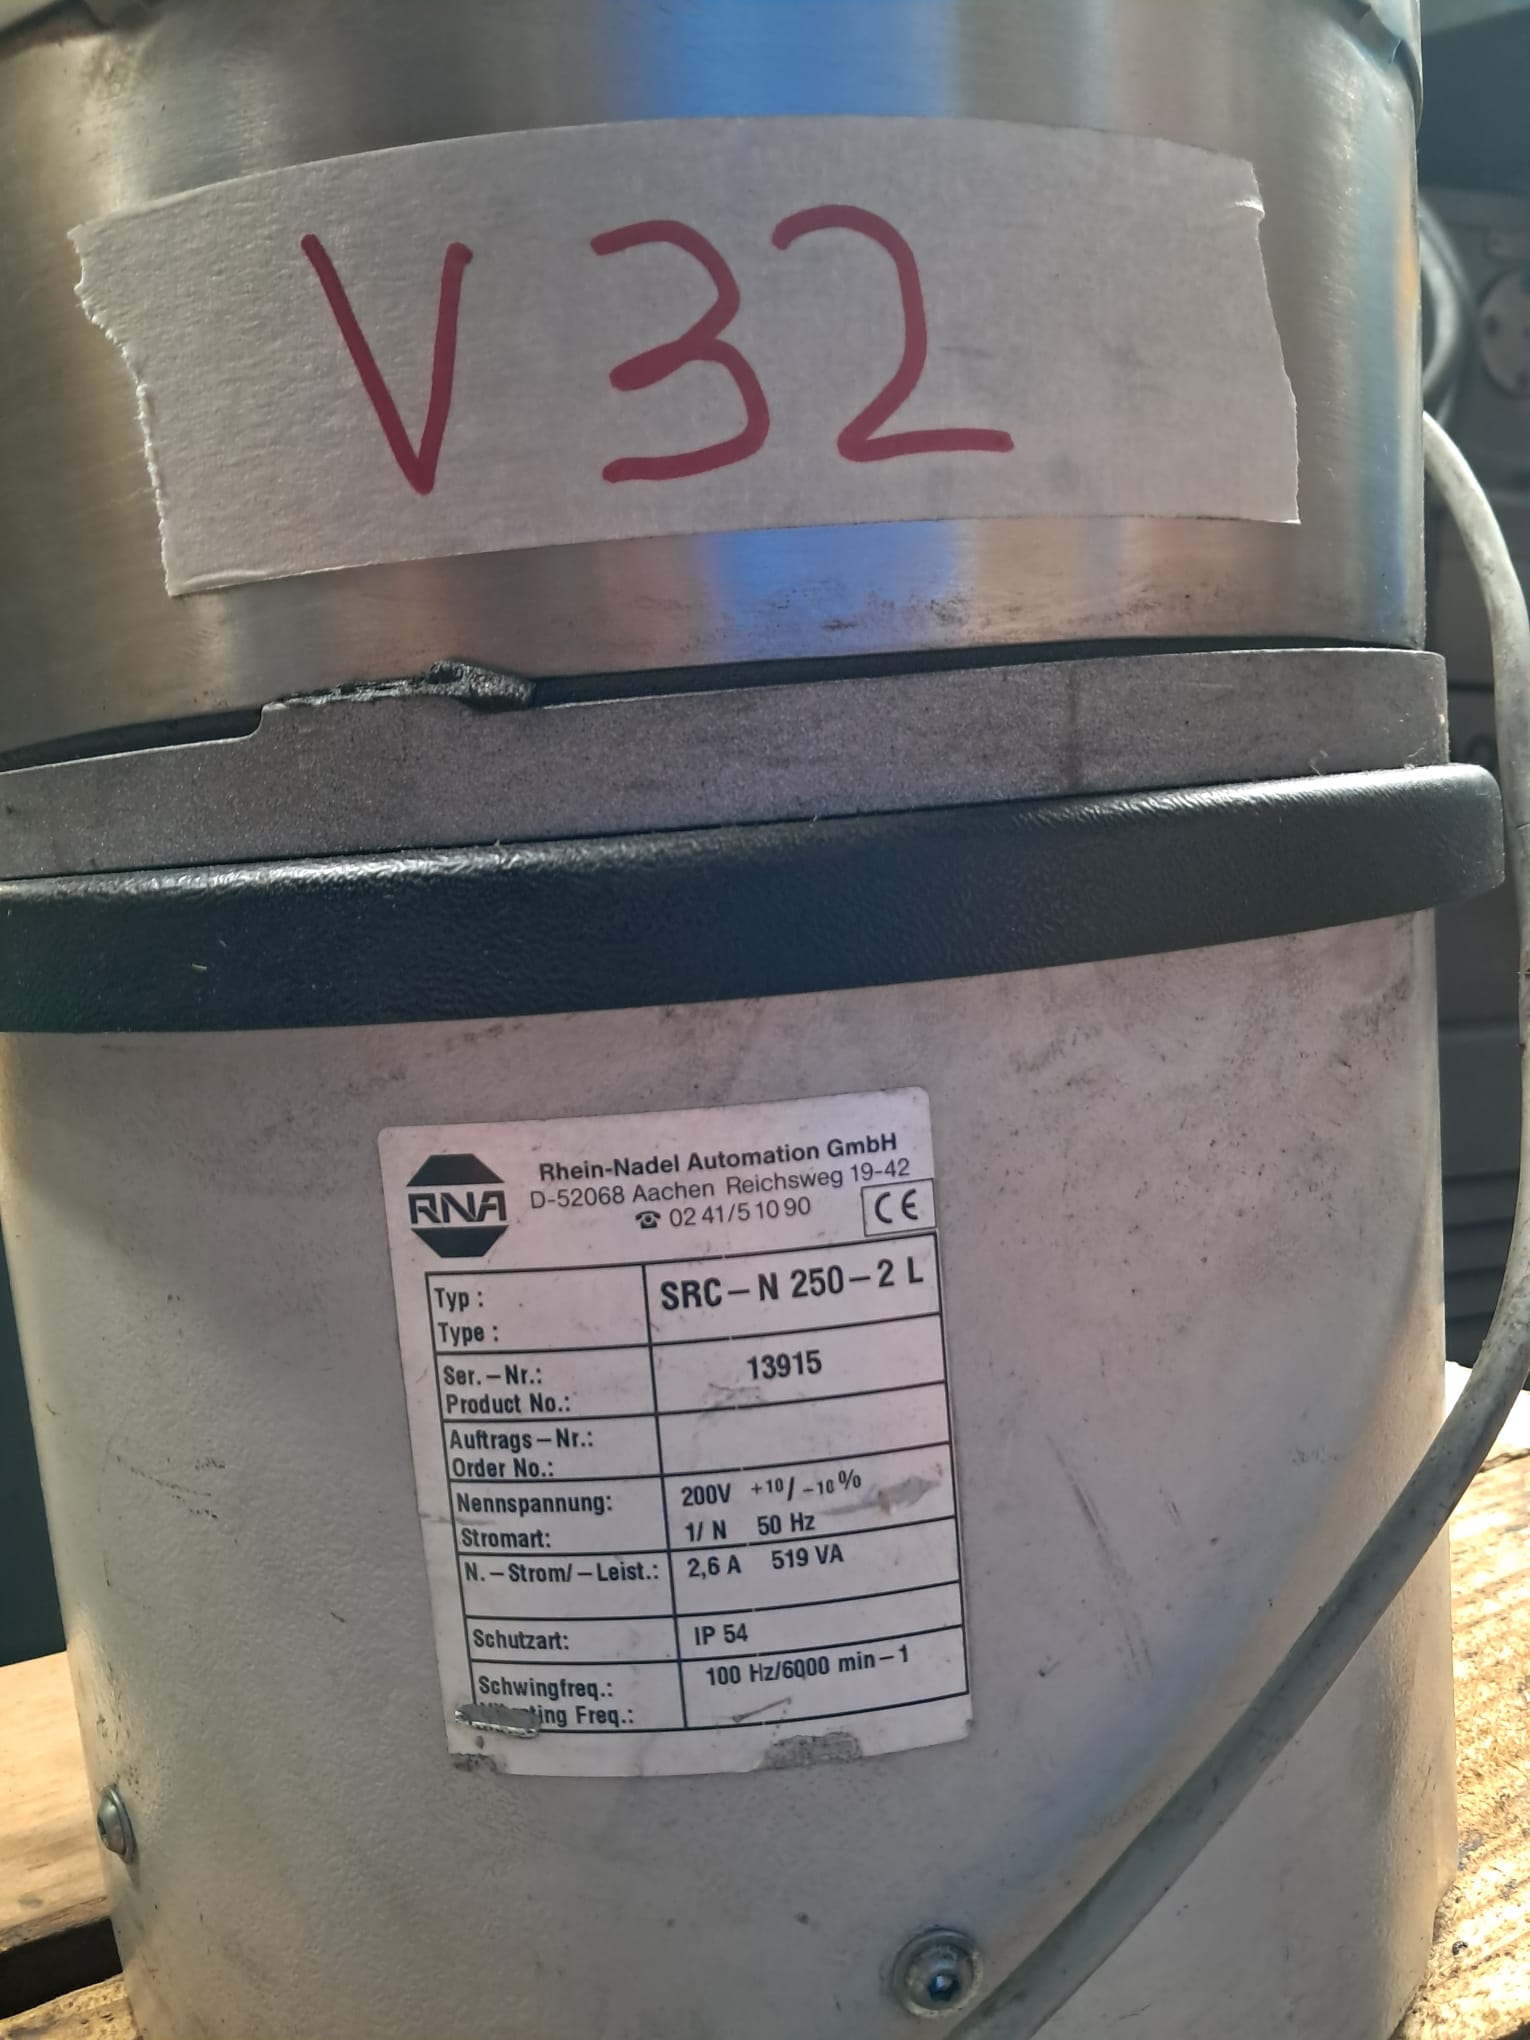 V 32
RNA
Rhein-Nadel Automation GmbH
D-52068 Aachen Reichsweg 19-42
☎ 02 41/5 10 90
CE
Typ :
Type :
SRC – N 250 – 2 L
Ser. – Nr.:
Product No.:
13915
Auftrags – Nr.:
Order No.:
Nennspannung: 200V +10/ –10%
Stromart: 1/ N 50 Hz
N. – Strom/ – Leist.: 2,6 A 519 VA
Schutzart: IP 54
Schwingfreq.: 100 Hz/6000 min – 1
Freq.: